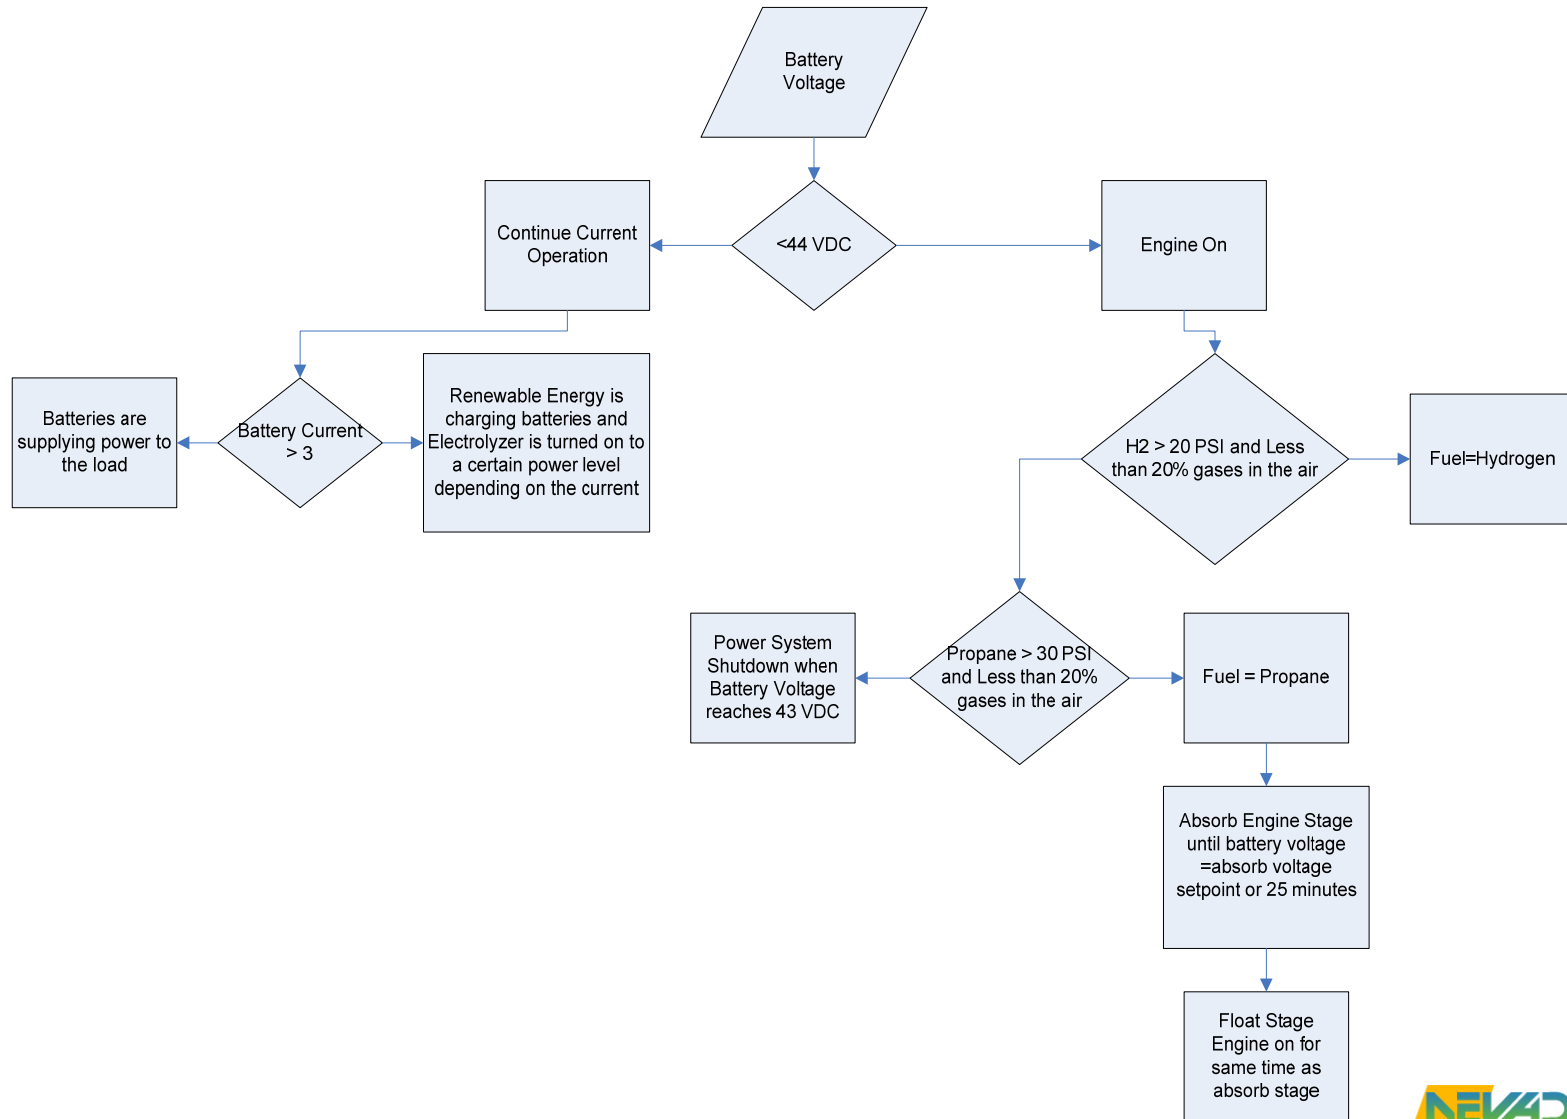 Battery
Voltage
Continue Current
Operation
<44 VDC
Engine On
Batteries are
supplying power to
the load
Battery Current
> 3
Renewable Energy is
charging batteries and
Electrolyzer is turned on to
a certain power level
depending on the current
H2 > 20 PSI and Less
than 20% gases in the air
Fuel=Hydrogen
Power System
Shutdown when
Battery Voltage
reaches 43 VDC
Propane > 30 PSI
and Less than 20%
gases in the air
Fuel = Propane
Absorb Engine Stage
until battery voltage
=absorb voltage
setpoint or 25 minutes
Float Stage
Engine on for
same time as
absorb stage